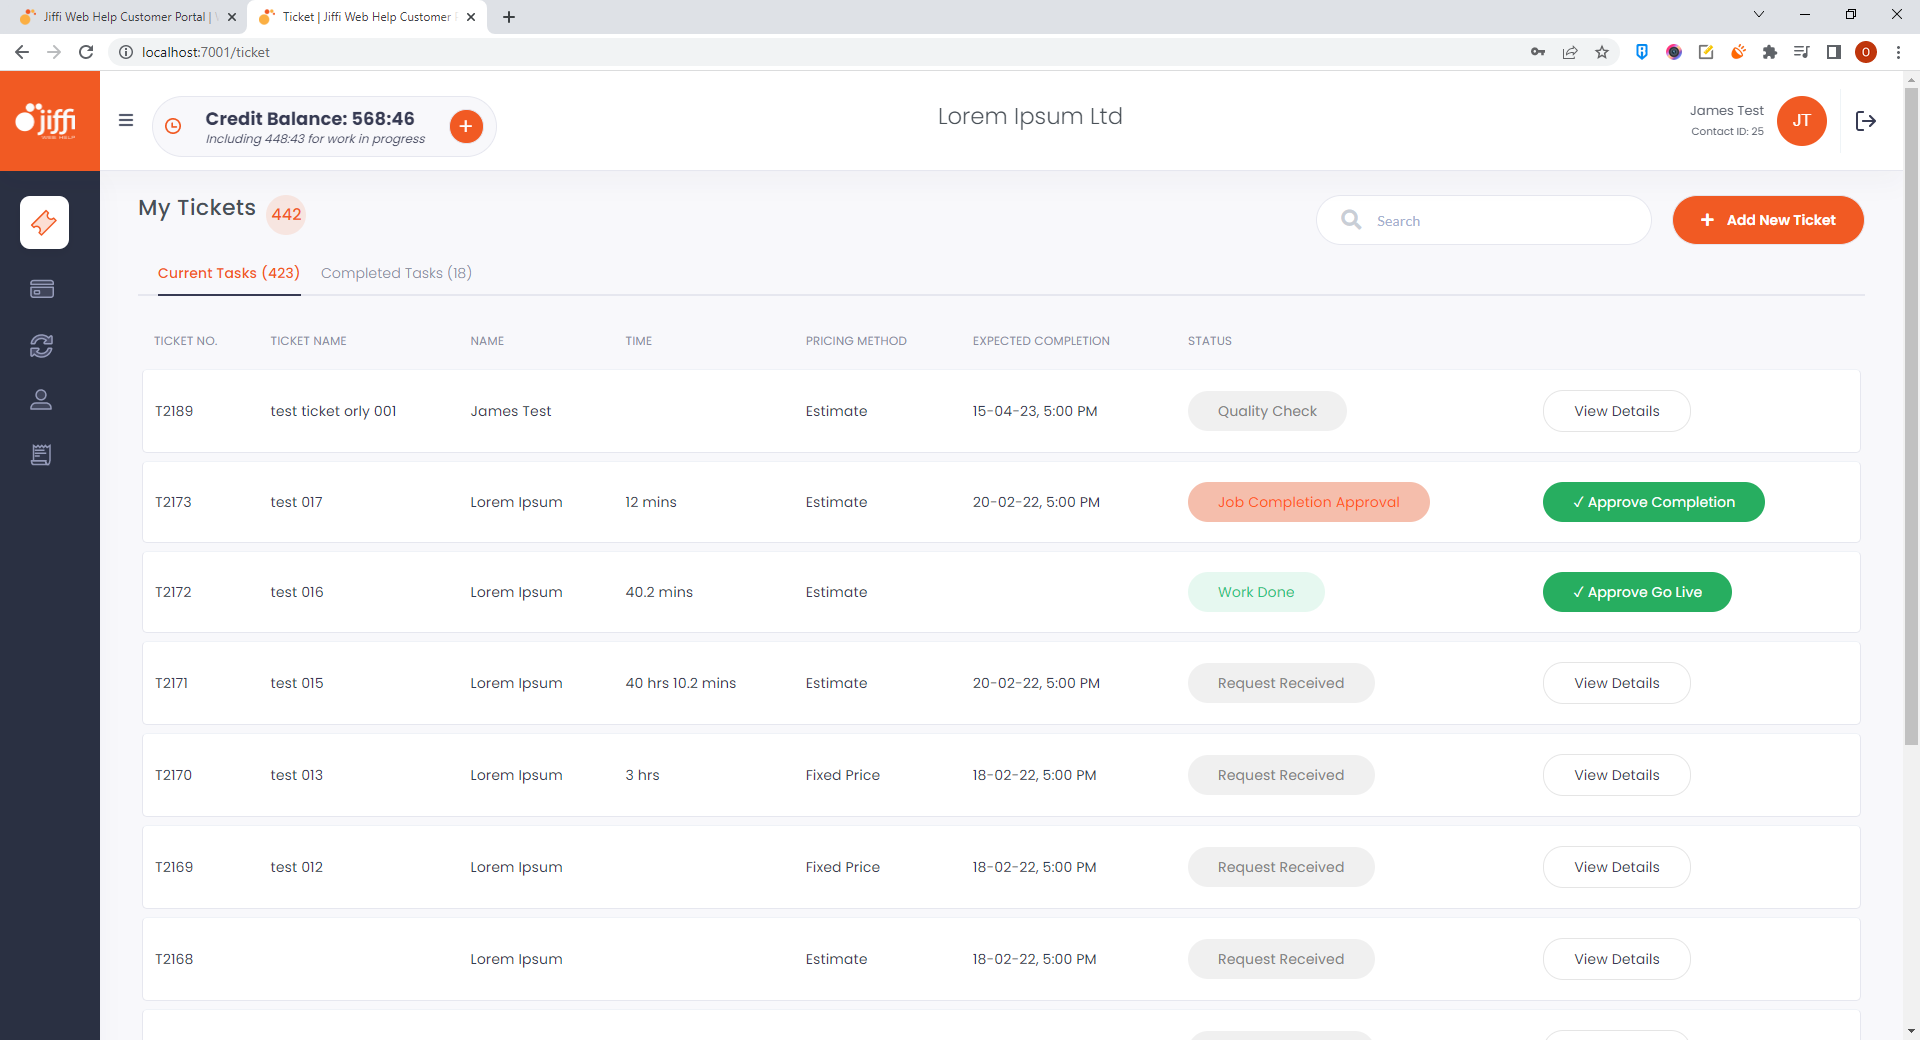 Jiffi Web Help Customer Portal |
Ticket | Jiffi Web Help Customer
localhost:7001/ticket
O
jiffi
WEB HELP
Credit Balance: 568:46
Including 448:43 for work in progress
+
Lorem Ipsum Ltd
James Test
Contact ID: 25
JT
My Tickets 442
Search
+ Add New Ticket
Current Tasks (423) Completed Tasks (18)
TICKET NO. TICKET NAME NAME TIME PRICING METHOD EXPECTED COMPLETION STATUS
T2189 test ticket orly 001 James Test Estimate 15-04-23, 5:00 PM Quality Check View Details
T2173 test 017 Lorem Ipsum 12 mins Estimate 20-02-22, 5:00 PM Job Completion Approval ✓ Approve Completion
T2172 test 016 Lorem Ipsum 40.2 mins Estimate Work Done ✓ Approve Go Live
T2171 test 015 Lorem Ipsum 40 hrs 10.2 mins Estimate 20-02-22, 5:00 PM Request Received View Details
T2170 test 013 Lorem Ipsum 3 hrs Fixed Price 18-02-22, 5:00 PM Request Received View Details
T2169 test 012 Lorem Ipsum Fixed Price 18-02-22, 5:00 PM Request Received View Details
T2168 Lorem Ipsum Estimate 18-02-22, 5:00 PM Request Received View Details